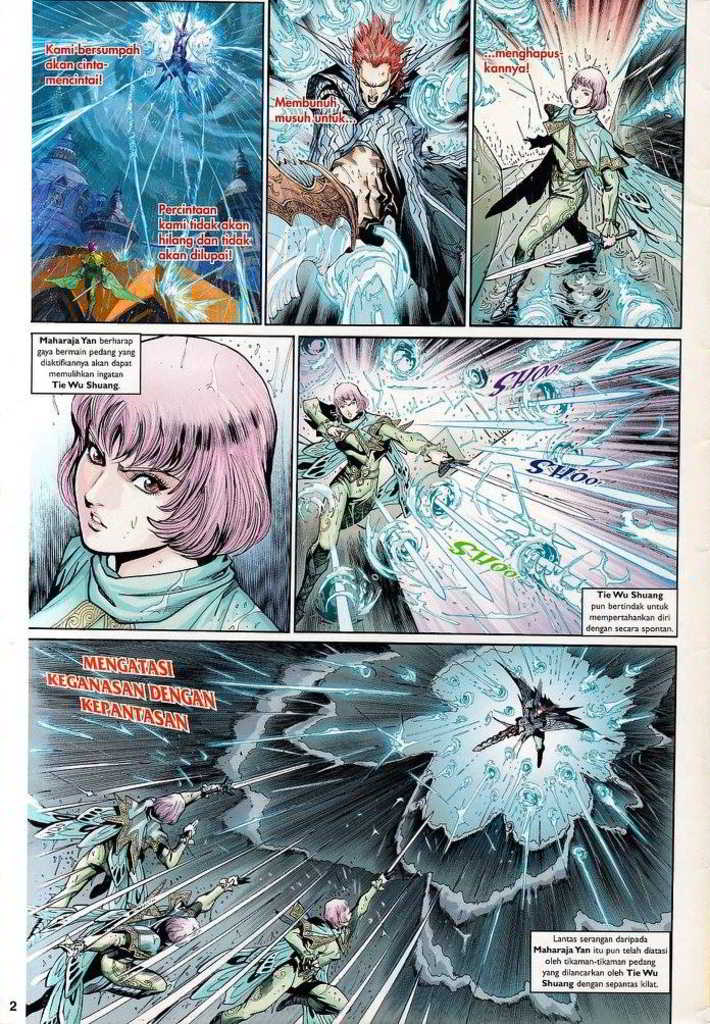 Kami bersumpah
akan cinta-
mencintai!
Percintaan
kami tidak akan
hilang dan tidak
akan dilupai!
Membunuh
musuh untuk...
...menghapus-
kannya!
Maharaja Yan berharap
gaya bermain pedang yang
diaktifkannya akan dapat
memulihkan ingatan
Tie Wu Shuang.
SHOO
SHOO
SHOO
Tie Wu Shuang
pun bertindak untuk
mempertahankan diri
dengan secara spontan.
MENGATASI
KEGANASAN DENGAN
KEPANTASAN
Lantas serangan daripada
Maharaja Yan itu pun telah diatasi
oleh tikaman-tikaman pedang
yang dilancarkan oleh Tie Wu
Shuang dengan sepantas kilat.
2